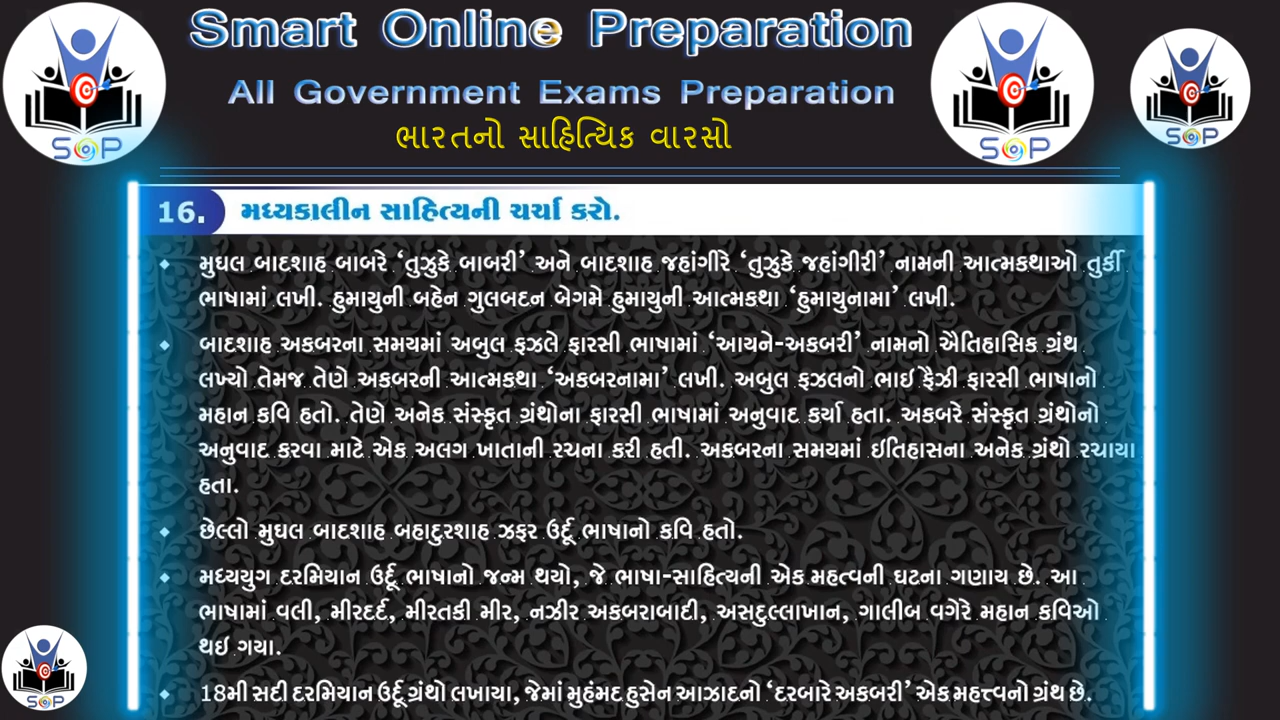 Smart Online Preparation
All Government Exams Preparation
ભારતનો સાહિત્યિક વારસો
SOP
SOP
SOP
16. મધ્યકાલીન સાહિત્યની ચર્ચા કરો.
મુઘલ બાદશાહ બાબરે ‘તુઝુકે બાબરી’ અને બાદશાહ જહાંગીરે ‘તુઝુકે જહાંગીરી’ નામની આત્મકથાઓ તુર્કી
ભાષામાં લખી. હુમાયુની બહેન ગુલબદન બેગમે હુમાયુની આત્મકથા ‘હુમાયુનામા’ લખી.
બાદશાહ અકબરના સમયમાં અબુલ ફઝલે ફારસી ભાષામાં ‘આયને-અકબરી’ નામનો ઐતિહાસિક ગ્રંથ
લખ્યો તેમજ તેણે અકબરની આત્મકથા ‘અકબરનામા’ લખી. અબુલ ફઝલનો ભાઈ ફૈઝી ફારસી ભાષાનો
મહાન કવિ હતો. તેણે અનેક સંસ્કૃત ગ્રંથોના ફારસી ભાષામાં અનુવાદ કર્યા હતા. અકબરે સંસ્કૃત ગ્રંથોનો
અનુવાદ કરવા માટે એક અલગ ખાતાની રચના કરી હતી. અકબરના સમયમાં ઈતિહાસના અનેક ગ્રંથો રચાયા
હતા.
છેલ્લો મુઘલ બાદશાહ બહાદુરશાહ ઝફર ઉર્દૂ ભાષાનો કવિ હતો.
મધ્યયુગ દરમિયાન ઉર્દૂ ભાષાનો જન્મ થયો, જે ભાષા-સાહિત્યની એક મહત્વની ઘટના ગણાય છે. આ
ભાષામાં વલી, મીરદર્દ, મીરતકી મીર, નઝીર અકબરાબાદી, અસદુલ્લાખાન, ગાલીબ વગેરે મહાન કવિઓ
થઈ ગયા.
18મી સદી દરમિયાન ઉર્દૂ ગ્રંથો લખાયા, જેમાં મુહંમદ હુસેન આઝાદનો ‘દરબારે અકબરી’ એક મહત્ત્વનો ગ્રંથ છે.
SOP